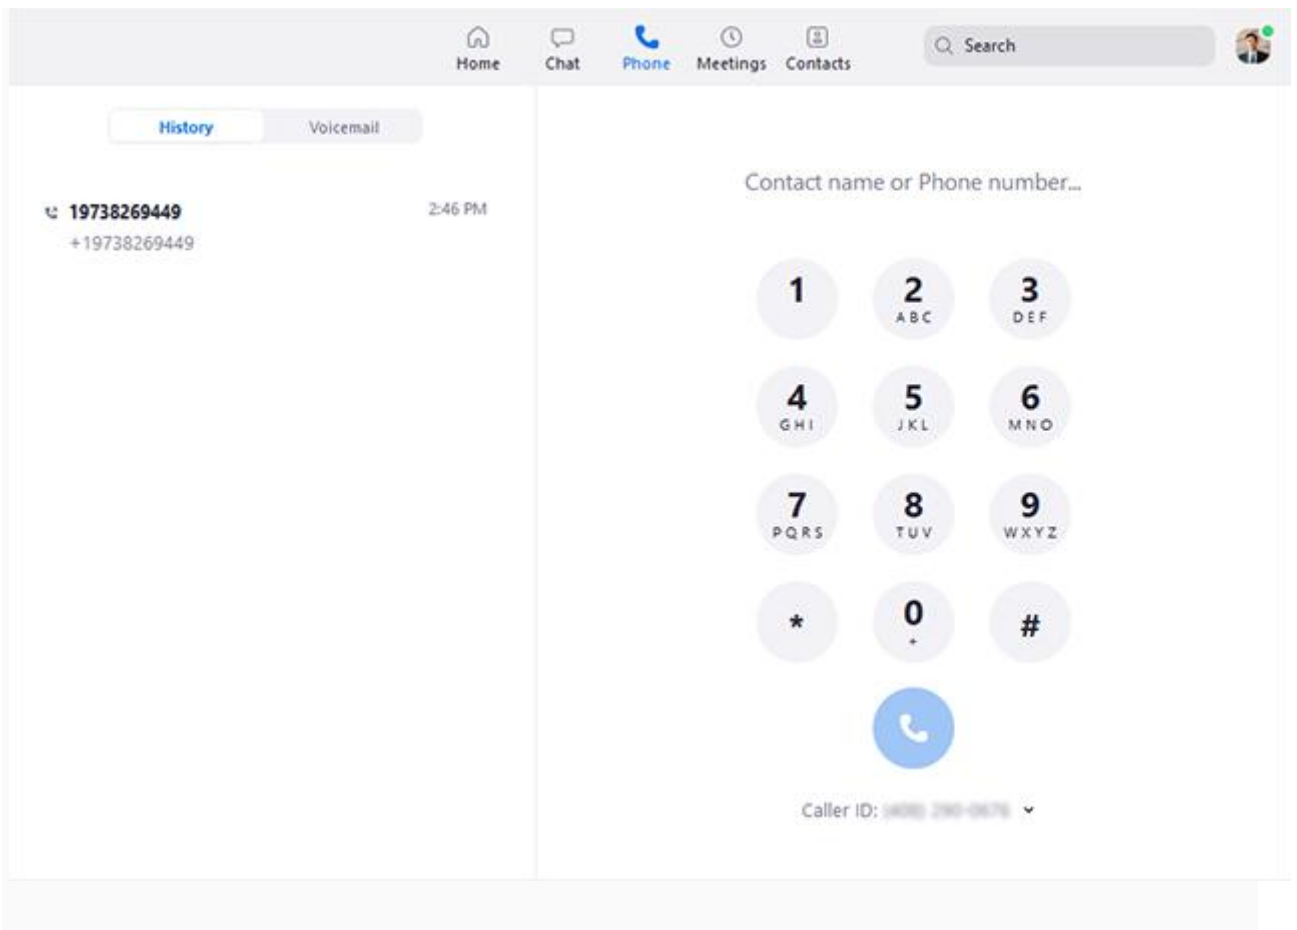 Home Chat Phone Meetings Contacts Search
History Voicemail
19738269449 2:46 PM
+19738269449
Contact name or Phone number...
1 2 3
ABC DEF
4 5 6
GHI JKL MNO
7 8 9
PQRS TUV WXYZ
* 0 #
+
Caller ID: